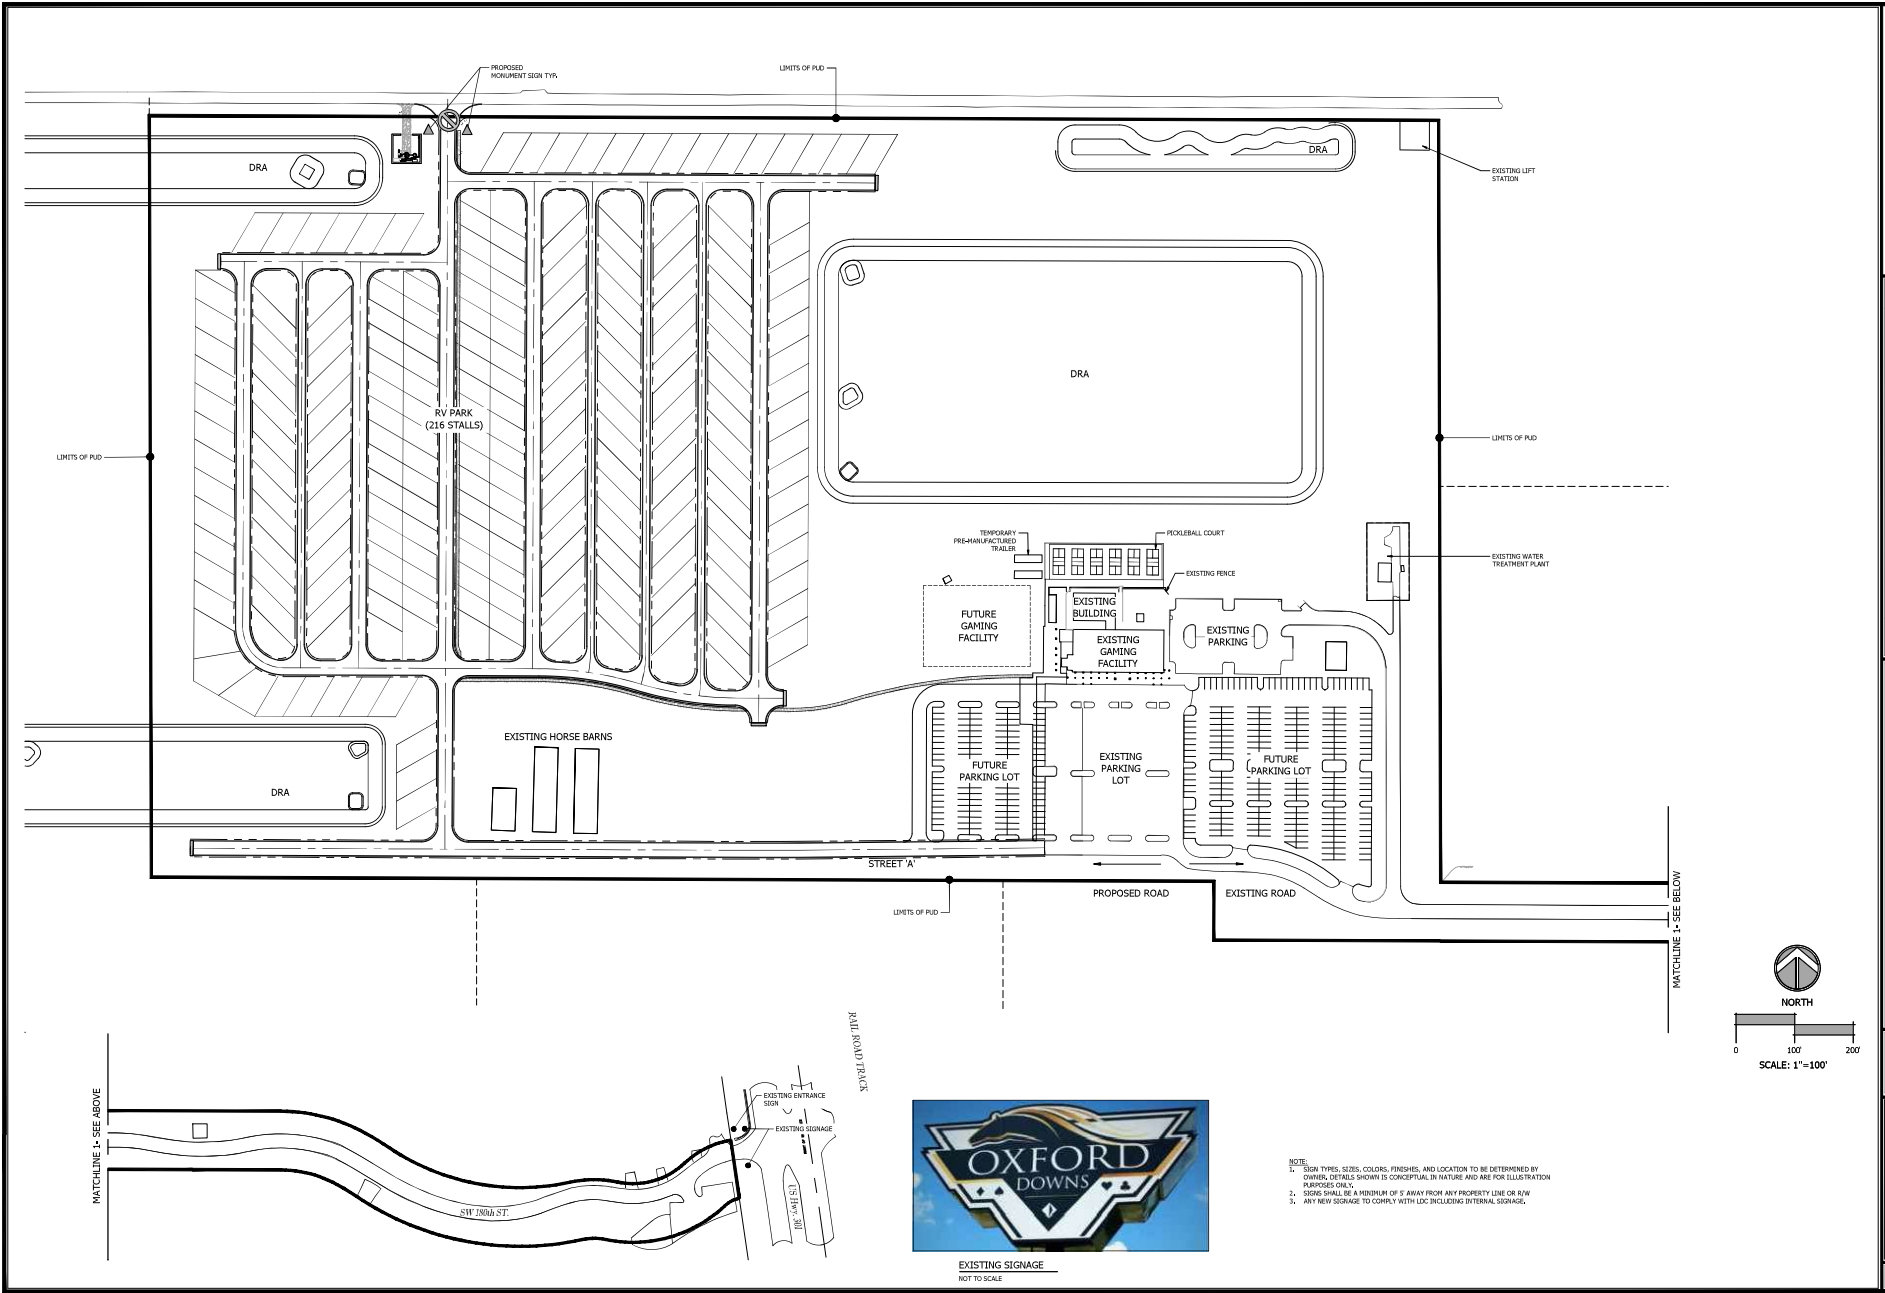 PROPOSED
MONUMENT SIGN TYP.
LIMITS OF PUD
DRA
DRA
EXISTING LIFT
STATION
DRA
RV PARK
(216 STALLS)
LIMITS OF PUD
LIMITS OF PUD
TEMPORARY
PRE-MANUFACTURED
TRAILER
PICKLEBALL COURT
EXISTING WATER
TREATMENT PLANT
EXISTING FENCE
FUTURE
GAMING
FACILITY
EXISTING
BUILDING
EXISTING
GAMING
FACILITY
EXISTING
PARKING
EXISTING HORSE BARNS
FUTURE
PARKING LOT
EXISTING
PARKING
LOT
FUTURE
PARKING LOT
DRA
STREET 'A'
PROPOSED ROAD
EXISTING ROAD
LIMITS OF PUD
MATCHLINE 1- SEE BELOW
NORTH
0 100' 200'
SCALE: 1"=100'
RAIL ROAD TRACK
MATCHLINE 1- SEE ABOVE
EXISTING ENTRANCE
SIGN
EXISTING SIGNAGE
SW 180th ST.
US Hwy. 301
OXFORD
DOWNS
EXISTING SIGNAGE
NOT TO SCALE
NOTE:
1. SIGN TYPES, SIZES, COLORS, FINISHES, AND LOCATION TO BE DETERMINED BY
OWNER. DETAILS SHOWN IS CONCEPTUAL IN NATURE AND ARE FOR ILLUSTRATION
PURPOSES ONLY.
2. SIGNS SHALL BE A MINIMUM OF 5' AWAY FROM ANY PROPERTY LINE OR R/W
3. ANY NEW SIGNAGE TO COMPLY WITH LDC INCLUDING INTERNAL SIGNAGE.